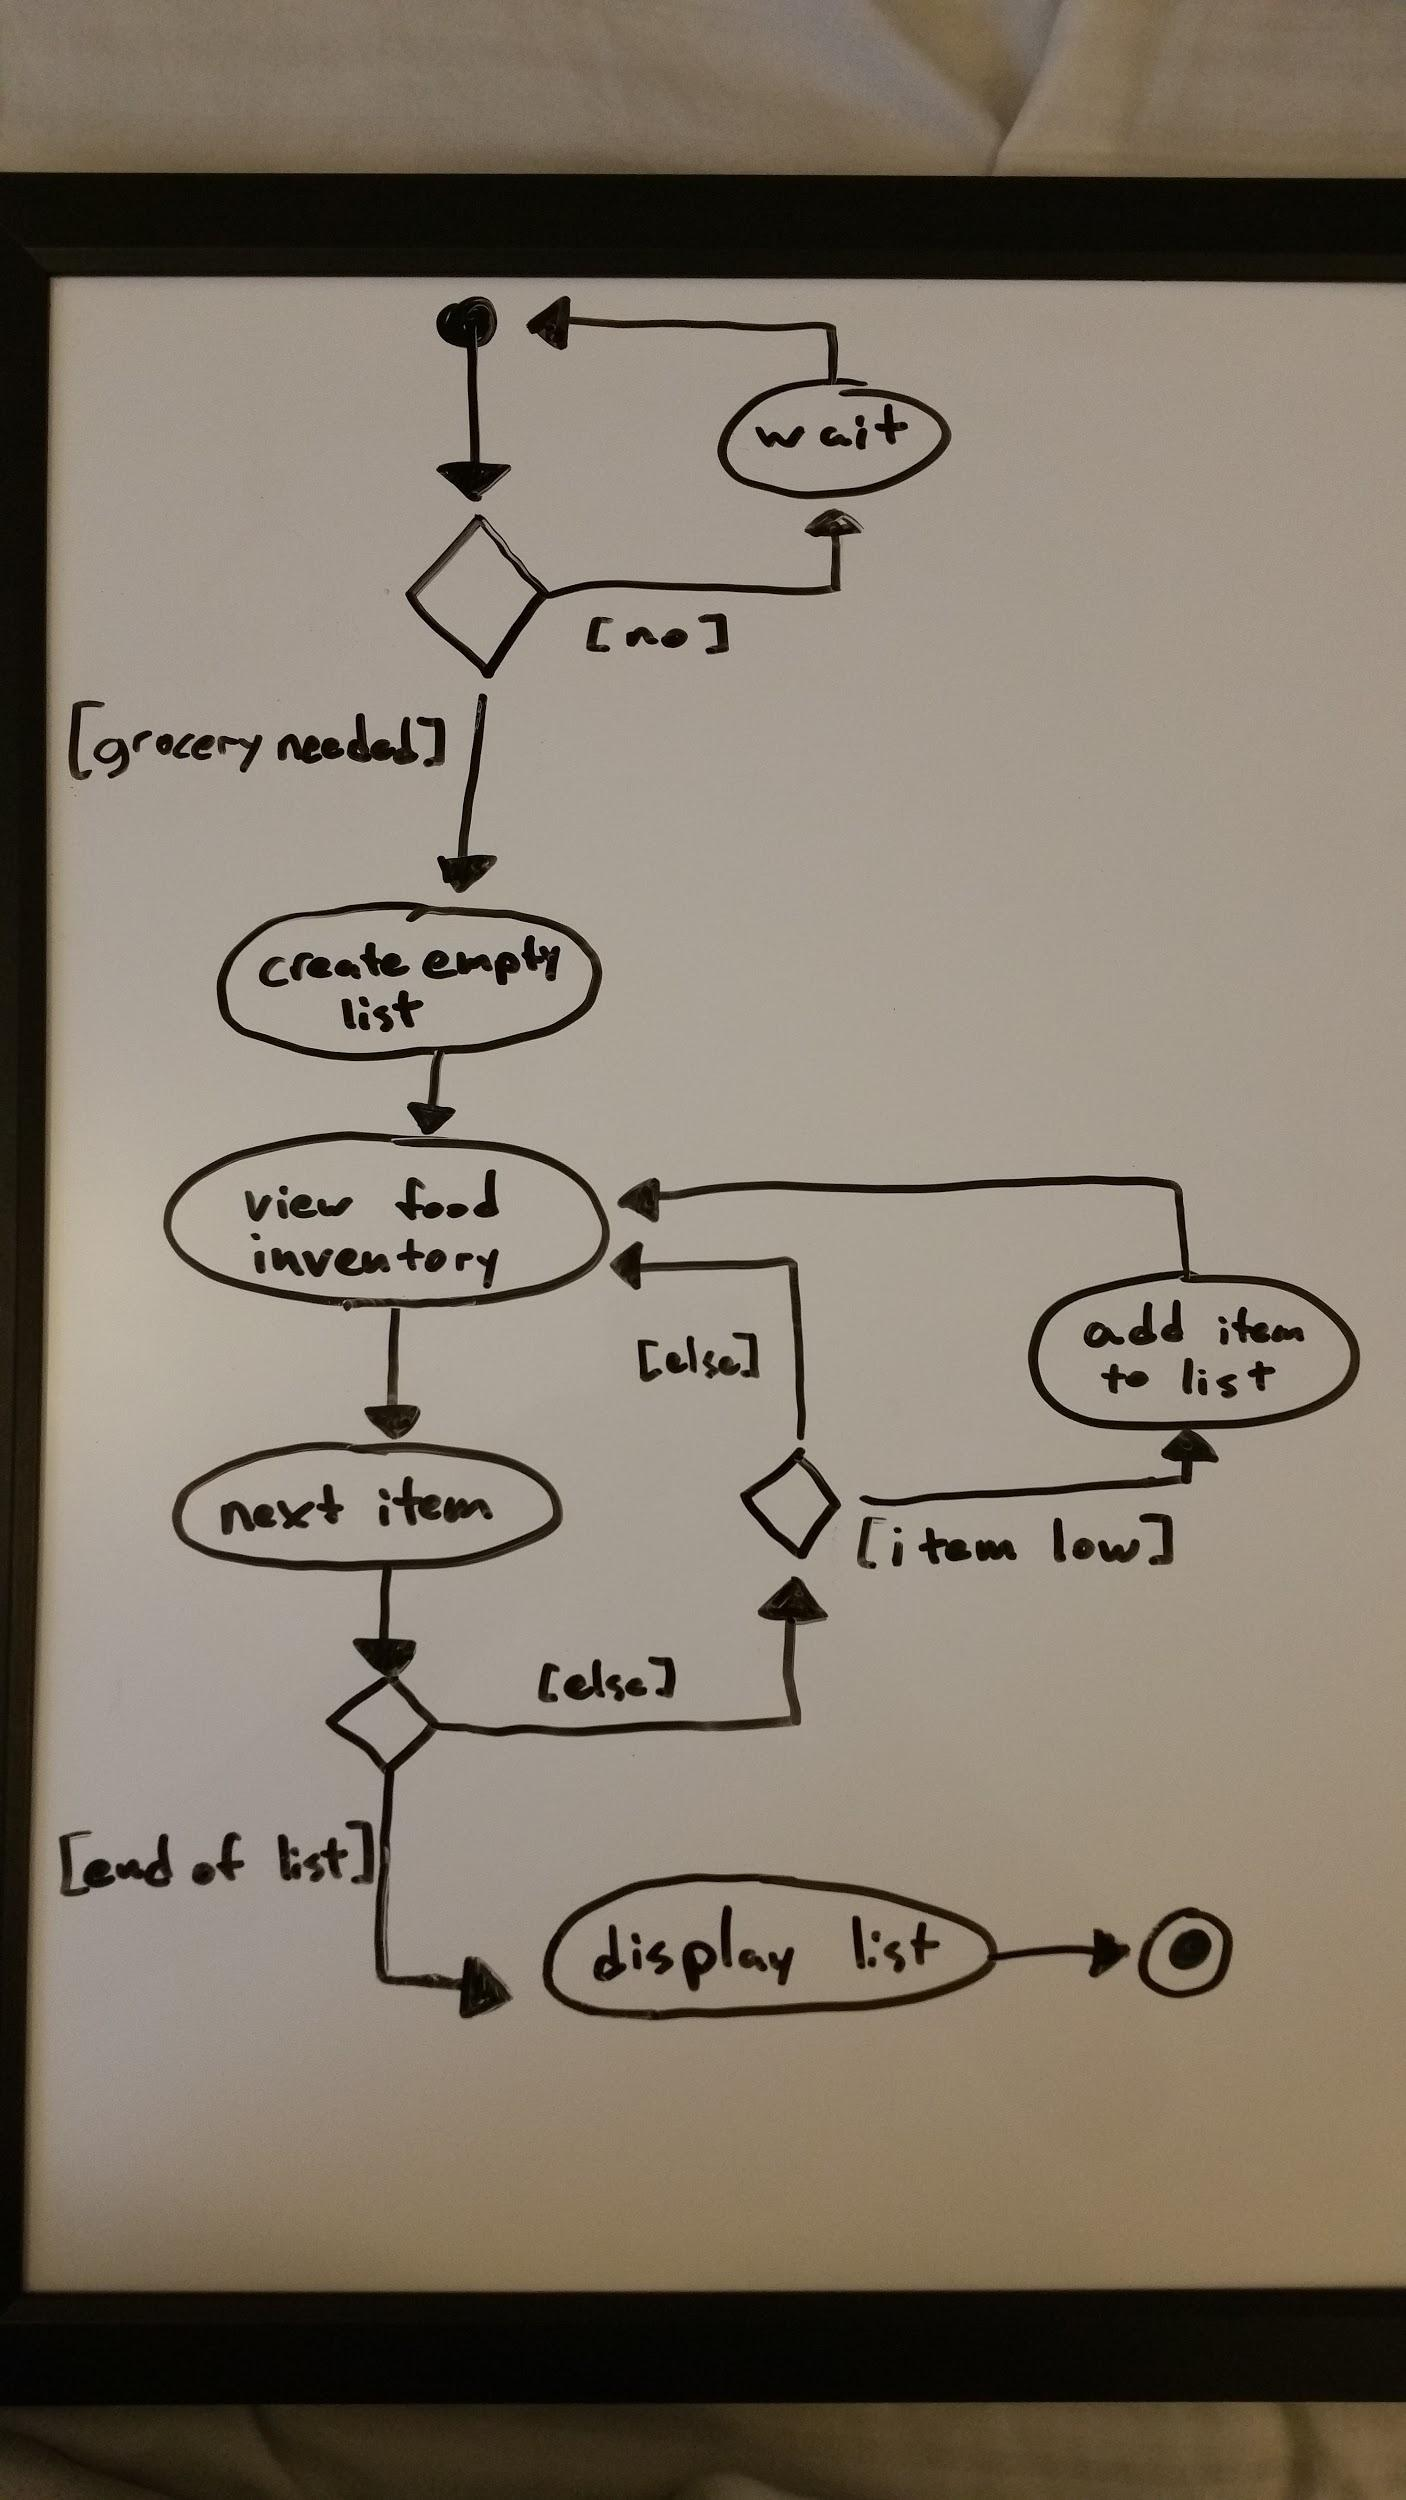 wait
[no]
[grocery needed]
create empty
list
view food
inventory
[else]
add item
to list
next item
[item low]
[else]
[end of list]
display list